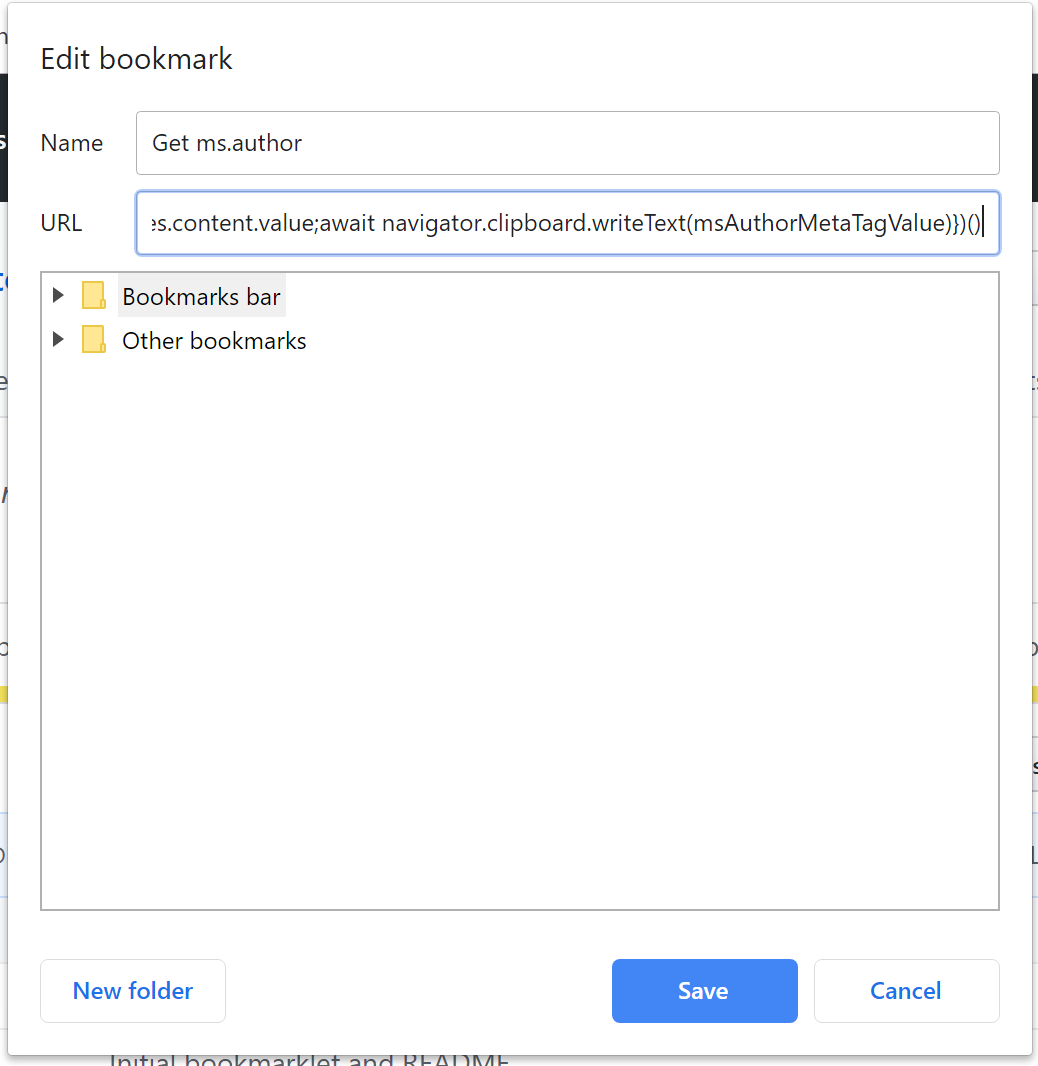 Edit bookmark
Name
Get ms.author
URL
es.content.value;await navigator.clipboard.writeText(msAuthorMetaTagValue)})()
Bookmarks bar
Other bookmarks
New folder
Save
Cancel
Initial bookmarklet and README